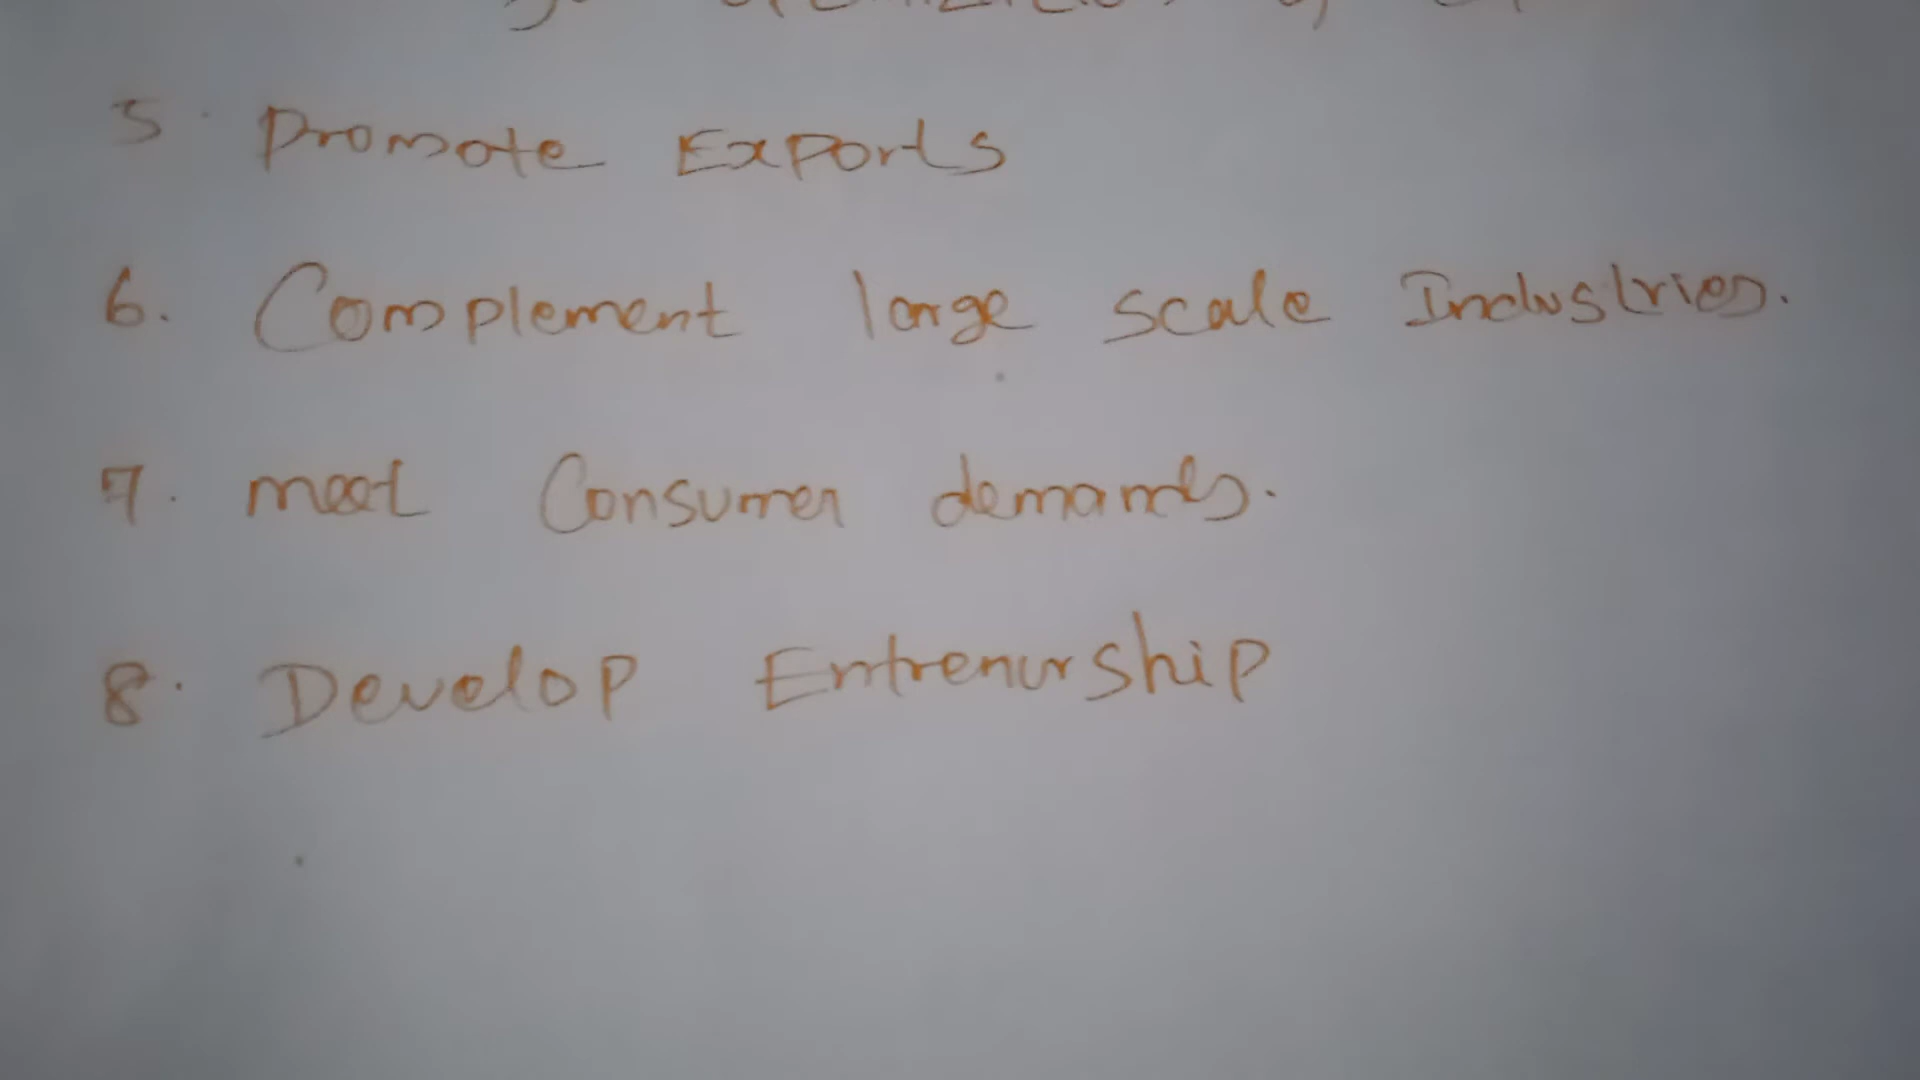 5. Promote Exports
6. Complement large scale Industries.
7. meet Consumer demands.
8. Develop Entrenurship